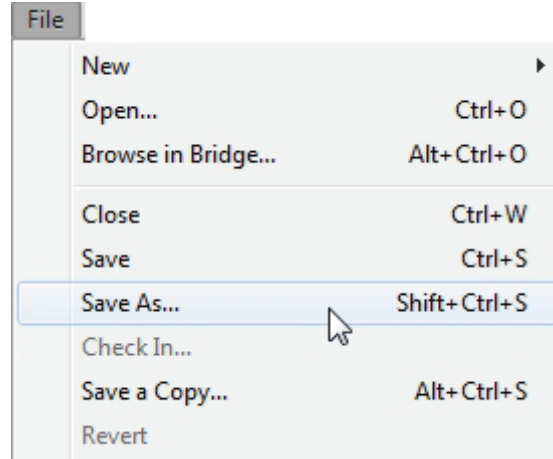 File
New
Open... Ctrl+O
Browse in Bridge... Alt+Ctrl+O
Close Ctrl+W
Save Ctrl+S
Save As... Shift+Ctrl+S
Check In...
Save a Copy... Alt+Ctrl+S
Revert